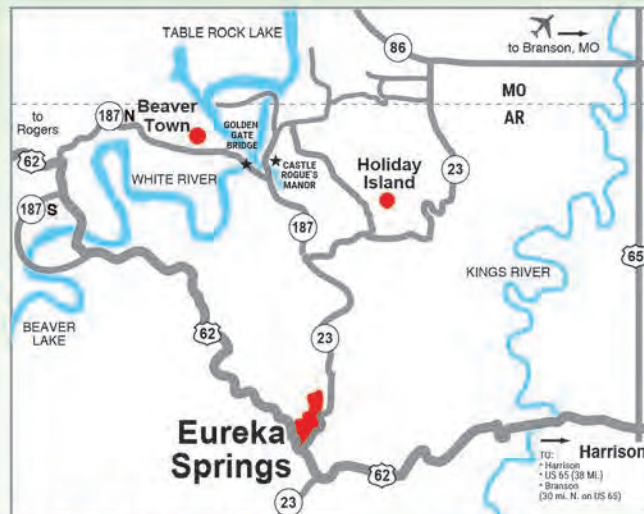 TABLE ROCK LAKE
86
to Branson, MO
MO
AR
to
Rogers
62
187 N
Beaver
Town
GOLDEN
GATE
BRIDGE
CASTLE
ROGUE'S
MANOR
Holiday
Island
23
WHITE RIVER
187 S
187
65
KINGS RIVER
BEAVER
LAKE
62
23
Eureka
Springs
62
23
Harrison
TO:
• Harrison
• US 65 (38 MI.)
• Branson
(30 mi. N. on US 65)